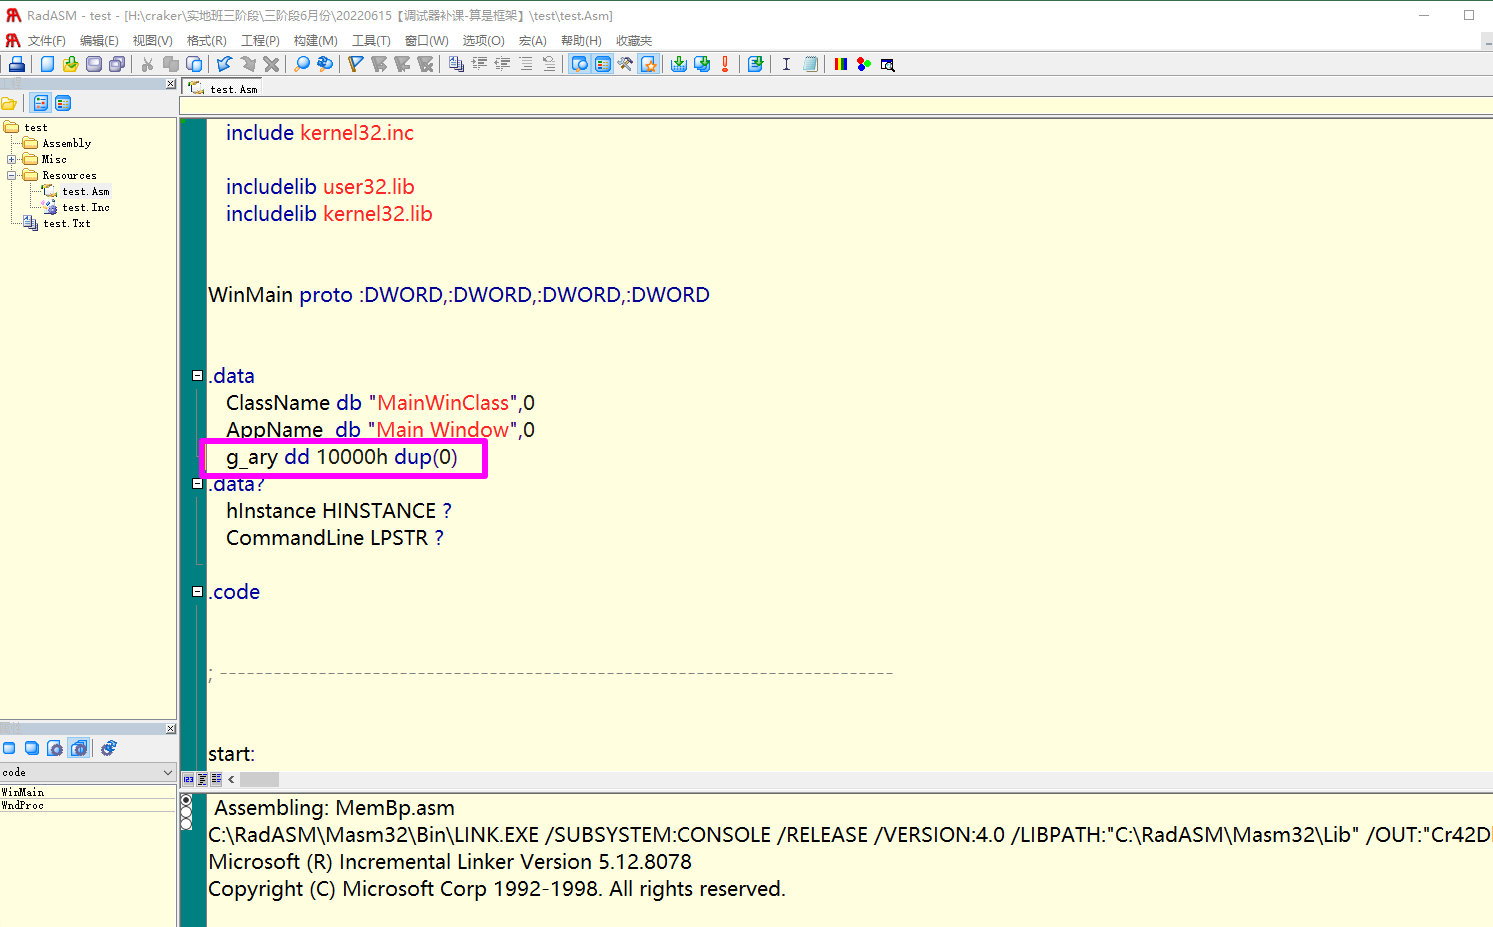 RadASM - test - [H:\craker\实地班三阶段\三阶段6月份\20220615【调试器补课-算是框架】\test\test.Asm]
文件(F) 编辑(E) 视图(V) 格式(R) 工程(P) 构建(M) 工具(T) 窗口(W) 选项(O) 宏(A) 帮助(H) 收藏夹
test.Asm
test
Assembly
Misc
Resources
test.Asm
test.Inc
test.Txt
include kernel32.inc
includelib user32.lib
includelib kernel32.lib
WinMain proto :DWORD,:DWORD,:DWORD,:DWORD
.data
ClassName db "MainWinClass",0
AppName db "Main Window",0
g_ary dd 10000h dup(0)
.data?
hInstance HINSTANCE ?
CommandLine LPSTR ?
.code
; ---------------------------------------------------------------------------
start:
code
WinMain
WndProc
Assembling: MemBp.asm
C:\RadASM\Masm32\Bin\LINK.EXE /SUBSYSTEM:CONSOLE /RELEASE /VERSION:4.0 /LIBPATH:"C:\RadASM\Masm32\Lib" /OUT:"Cr42D
Microsoft (R) Incremental Linker Version 5.12.8078
Copyright (C) Microsoft Corp 1992-1998. All rights reserved.